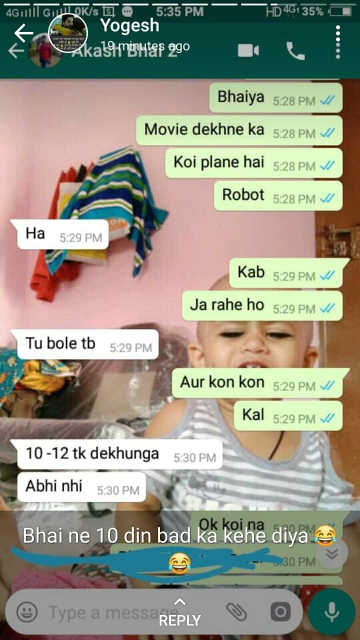 4G 4G 0K/s 5:35 PM HD 4G 35%
Yogesh
19 minutes ago
Akash Bhai 2
Bhaiya 5:28 PM
Movie dekhne ka 5:28 PM
Koi plane hai 5:28 PM
Robot 5:28 PM
Ha 5:29 PM
Kab 5:29 PM
Ja rahe ho 5:29 PM
Tu bole tb 5:29 PM
Aur kon kon 5:29 PM
Kal 5:29 PM
10 -12 tk dekhunga 5:30 PM
Abhi nhi 5:30 PM
Ok koi na 5:30 PM
Bhai ne 10 din bad ka kehe diya 😂
😂
5:30 PM
Type a message
REPLY